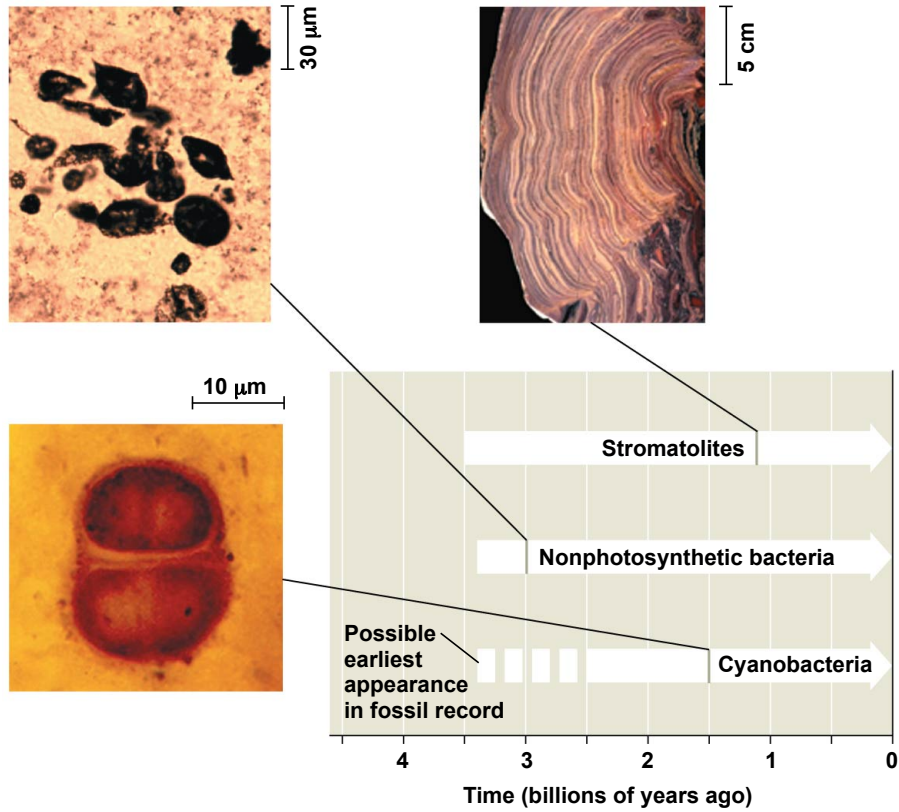 30 μm
5 cm
10 μm
Stromatolites
Nonphotosynthetic bacteria
Possible
earliest
appearance
in fossil record
Cyanobacteria
4 3 2 1 0
Time (billions of years ago)